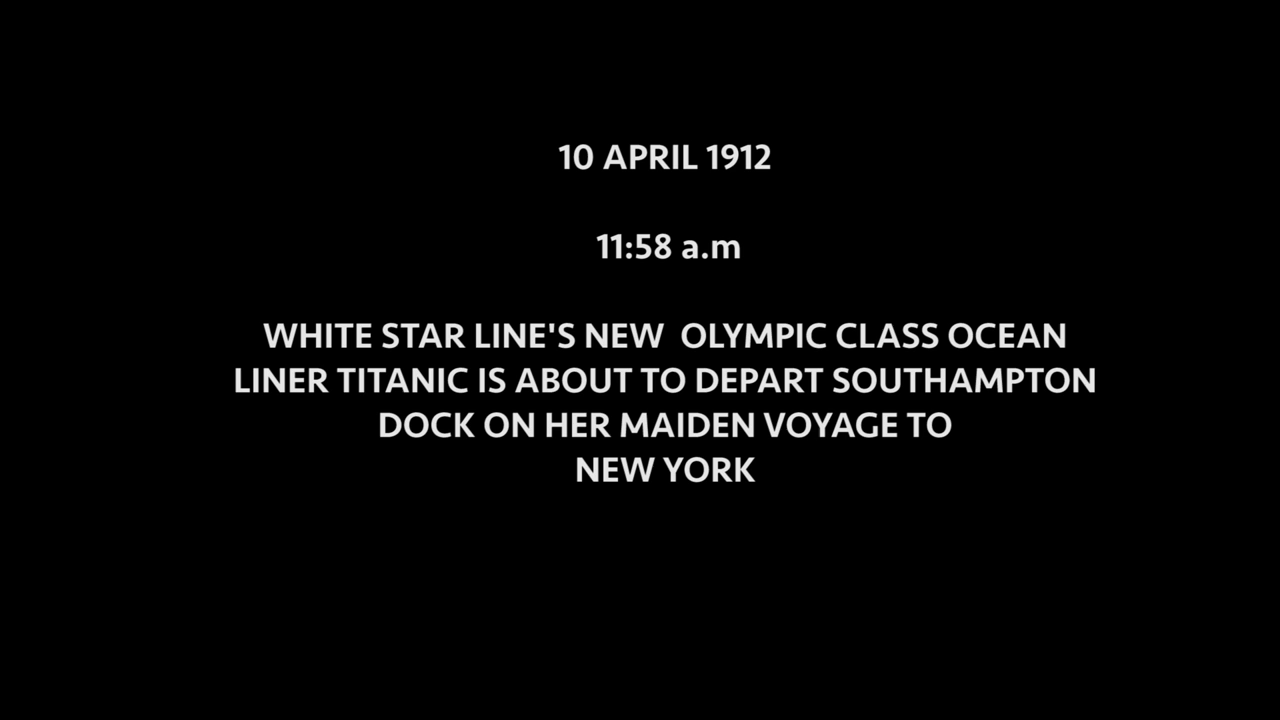 10 APRIL 1912
11:58 a.m
WHITE STAR LINE'S NEW  OLYMPIC CLASS OCEAN
LINER TITANIC IS ABOUT TO DEPART SOUTHAMPTON
DOCK ON HER MAIDEN VOYAGE TO
NEW YORK